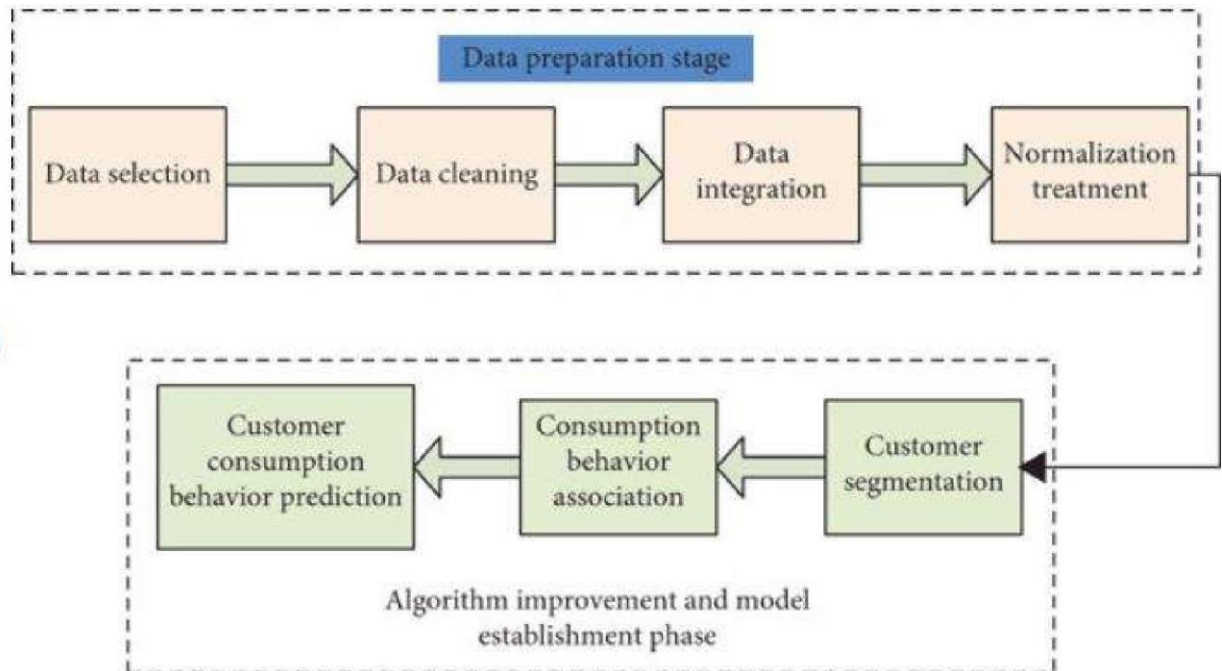 Data preparation stage
Data selection
Data cleaning
Data
integration
Normalization
treatment
Customer
segmentation
Consumption
behavior
association
Customer
consumption
behavior prediction
Algorithm improvement and model
establishment phase